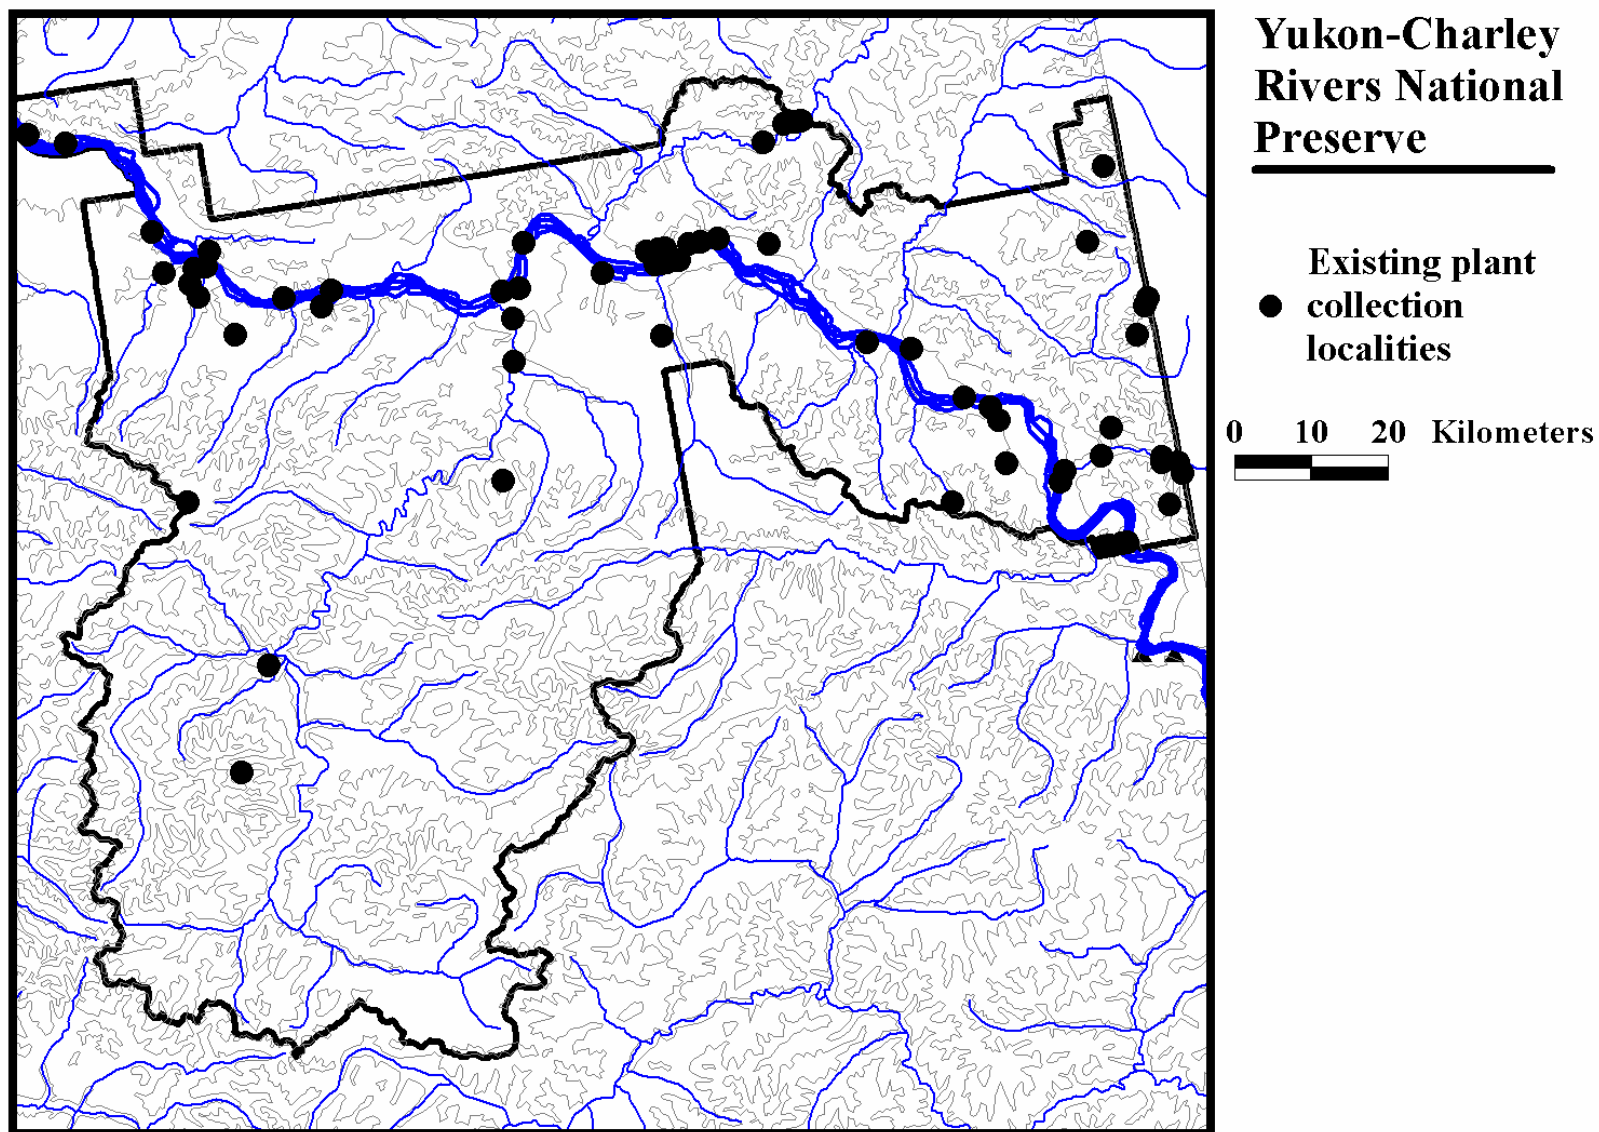 Yukon-Charley
Rivers National
Preserve
Existing plant
collection
localities
0 10 20 Kilometers